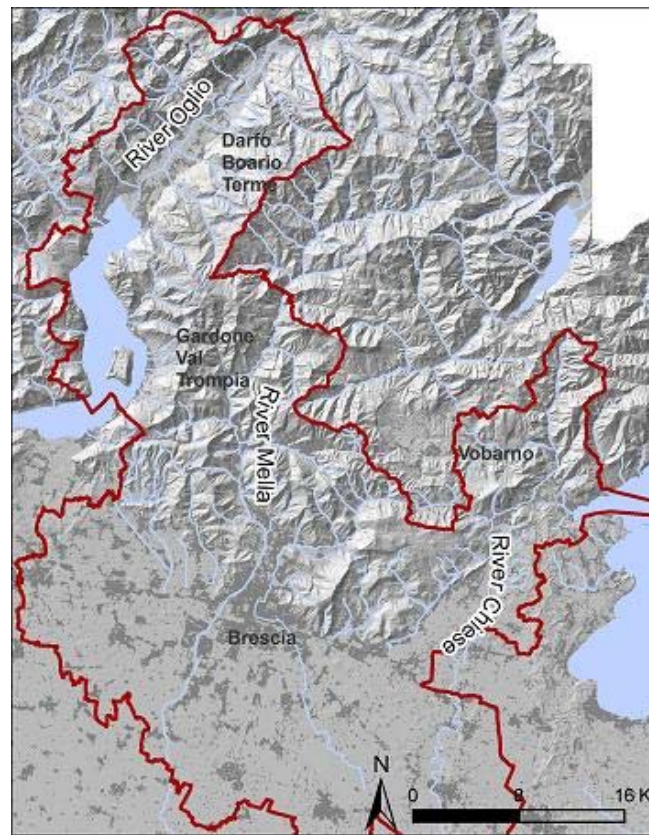 River Oglio
Darfo
Boario
Terme
Gardone
Val
Trompia
River Mella
Vobarno
River Chiese
Brescia
N
0 8 16 K